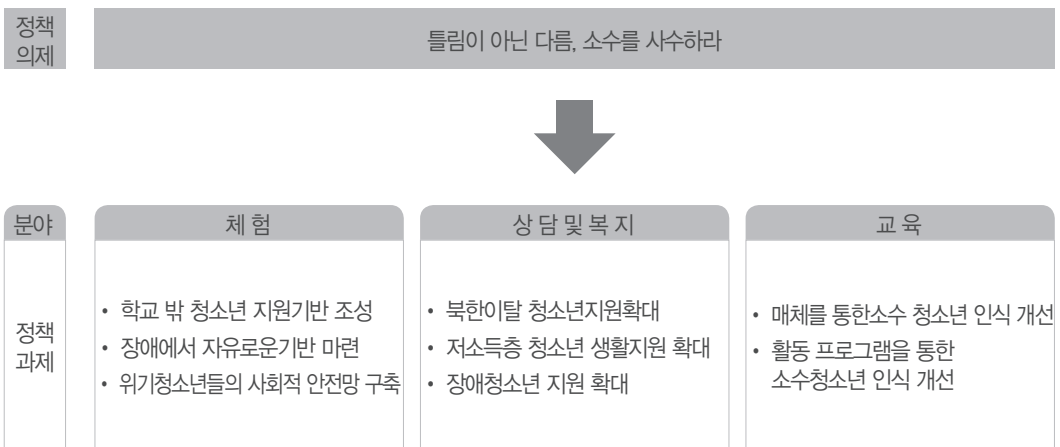 정책
의제
틀림이 아닌 다름, 소수를 사수하라
분야
체 험
상 담 및 복 지
교 육
정책
과제
• 학교 밖 청소년 지원기반 조성
• 장애에서 자유로운기반 마련
• 위기청소년들의 사회적 안전망 구축
• 북한이탈 청소년지원확대
• 저소득층 청소년 생활지원 확대
• 장애청소년 지원 확대
• 매체를 통한소수 청소년 인식 개선
• 활동 프로그램을 통한
소수청소년 인식 개선